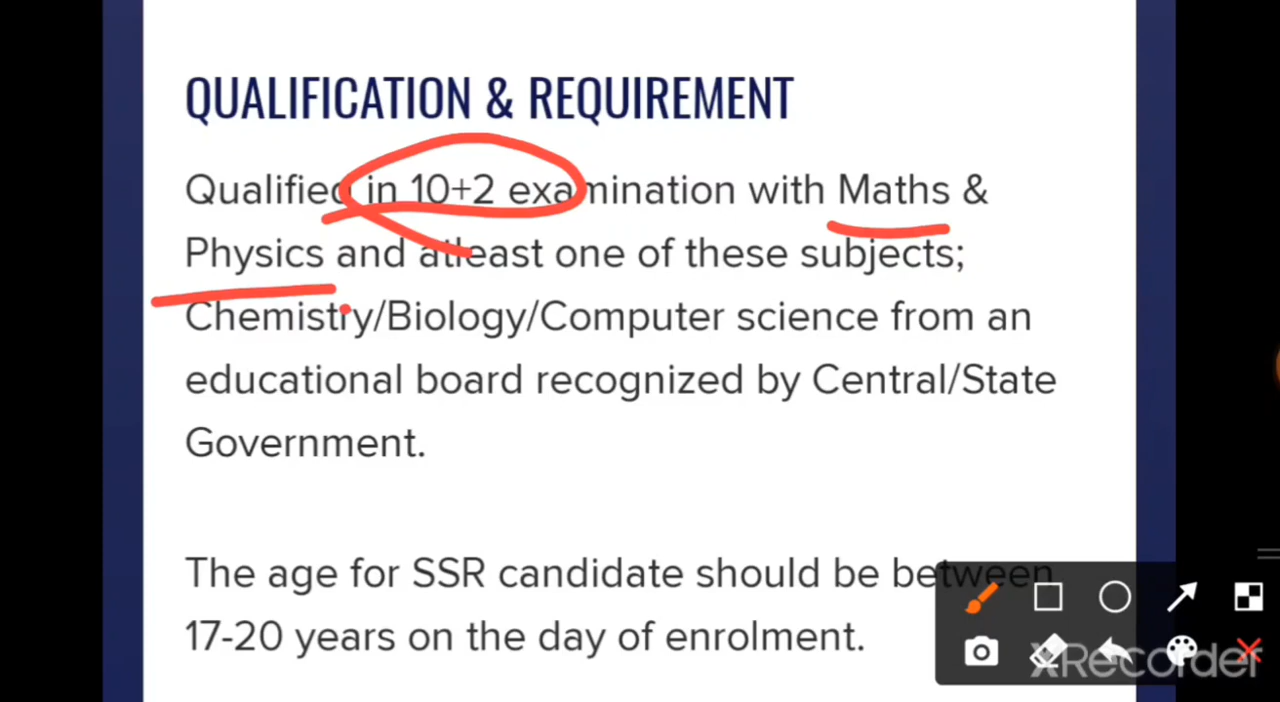 QUALIFICATION & REQUIREMENT
Qualified in 10+2 examination with Maths &
Physics and atleast one of these subjects;
Chemistry/Biology/Computer science from an
educational board recognized by Central/State
Government.
The age for SSR candidate should be between
17-20 years on the day of enrolment.
XRecorder